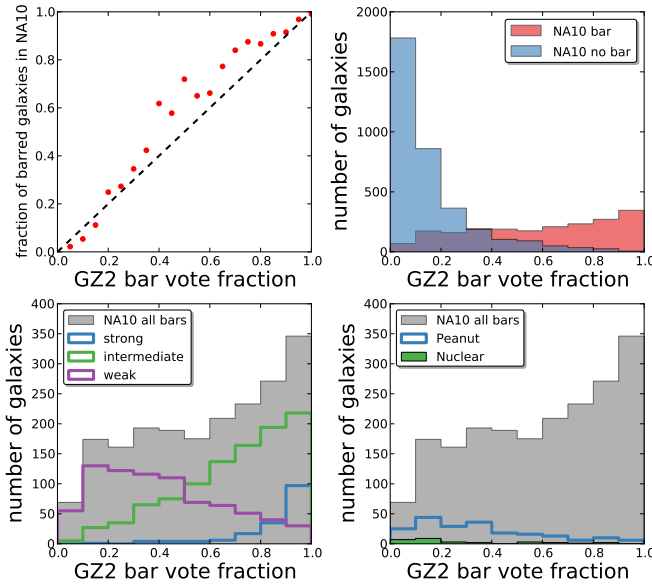 fraction of barred galaxies in NA10
1.0
0.8
0.6
0.4
0.2
0.0
0.0 0.2 0.4 0.6 0.8 1.0
GZ2 bar vote fraction
number of galaxies
2000
1500
1000
500
0
NA10 bar
NA10 no bar
0.0 0.2 0.4 0.6 0.8 1.0
GZ2 bar vote fraction
number of galaxies
400
350
300
250
200
150
100
50
0
NA10 all bars
strong
intermediate
weak
0.0 0.2 0.4 0.6 0.8 1.0
GZ2 bar vote fraction
number of galaxies
400
350
300
250
200
150
100
50
0
NA10 all bars
Peanut
Nuclear
0.0 0.2 0.4 0.6 0.8 1.0
GZ2 bar vote fraction